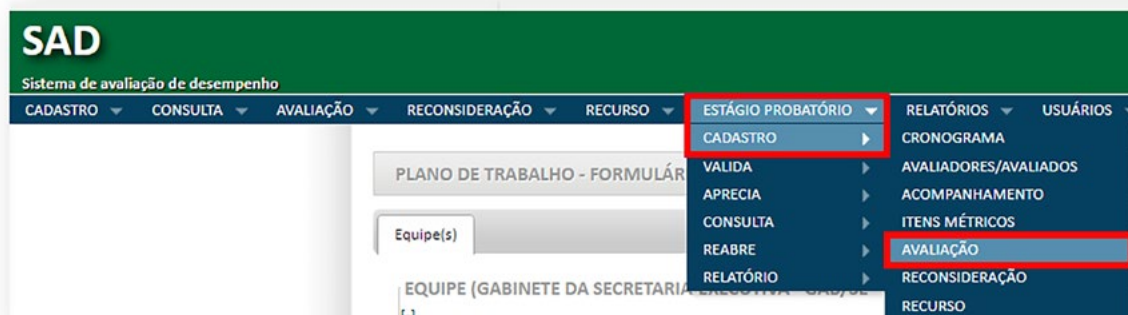 SAD
Sistema de avaliação de desempenho
CADASTRO CONSULTA AVALIAÇÃO RECONSIDERAÇÃO RECURSO ESTÁGIO PROBATÓRIO RELATÓRIOS USUÁRIOS
CADASTRO
VALIDA
APRECIA
CONSULTA
REABRE
RELATÓRIO
CRONOGRAMA
AVALIADORES/AVALIADOS
ACOMPANHAMENTO
ITENS MÉTRICOS
AVALIAÇÃO
RECONSIDERAÇÃO
RECURSO
PLANO DE TRABALHO - FORMULÁR
Equipe(s)
EQUIPE (GABINETE DA SECRETARIA